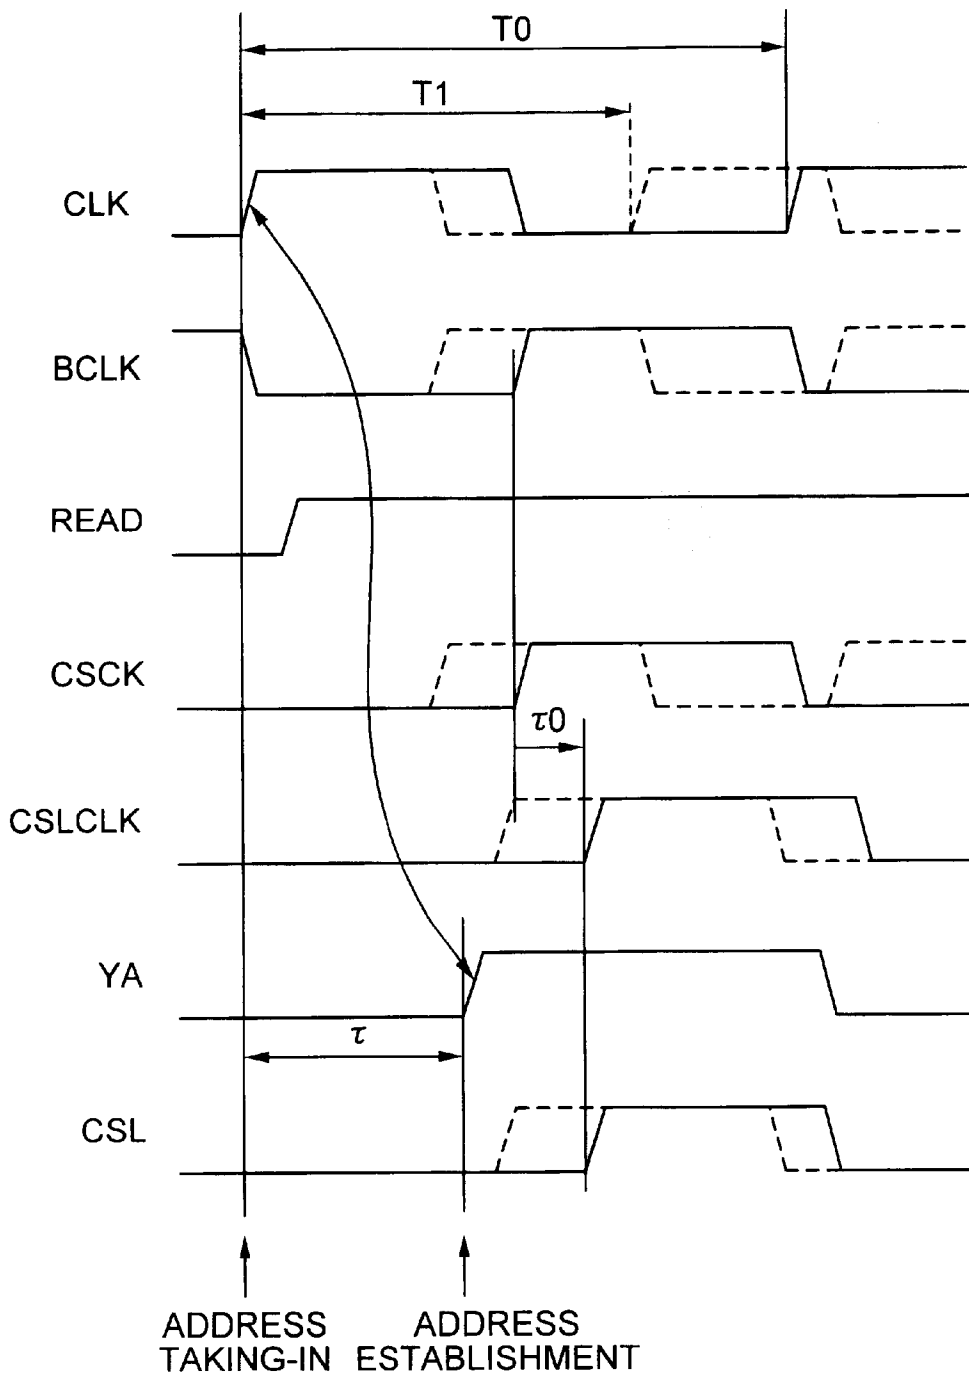 T0
T1
CLK
BCLK
READ
CSCK
τ0
CSLCLK
YA
τ
CSL
ADDRESS TAKING-IN
ADDRESS ESTABLISHMENT